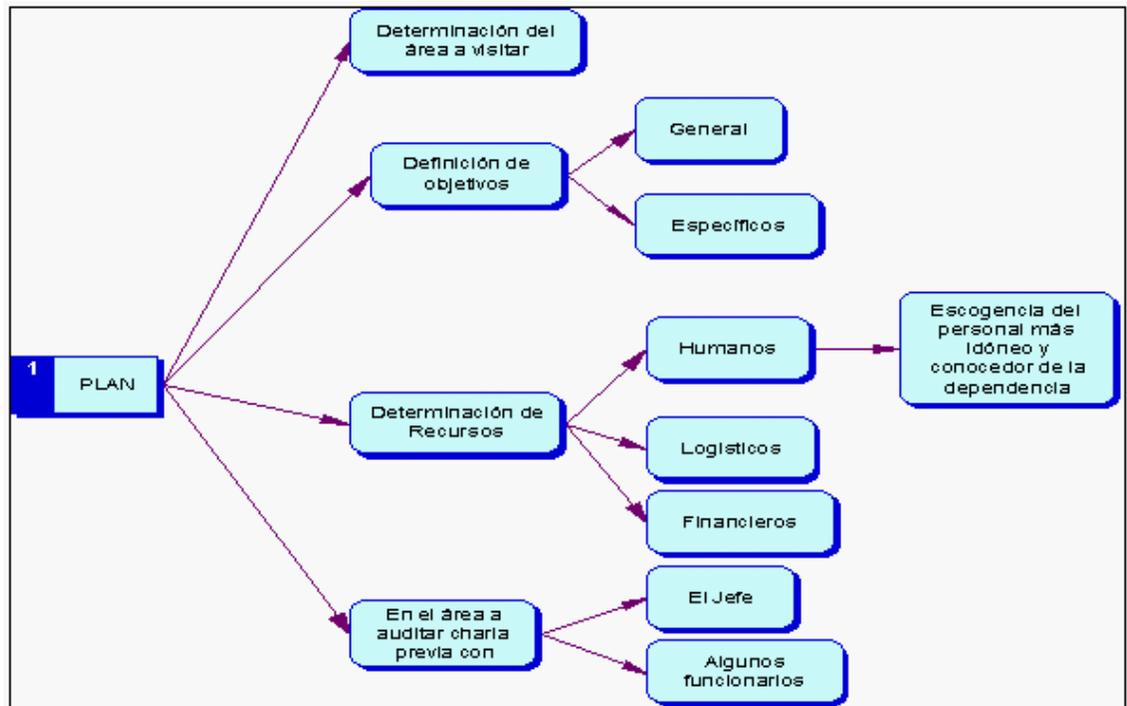 Determinación del
área a visitar
General
Definición de
objetivos
Específicos
Escogencia del
personal más
idóneo y
conocedor de la
dependencia
Humanos
1
PLAN
Determinación de
Recursos
Logísticos
Financieros
El Jefe
En el área a
auditar charla
previa con
Algunos
funcionarios